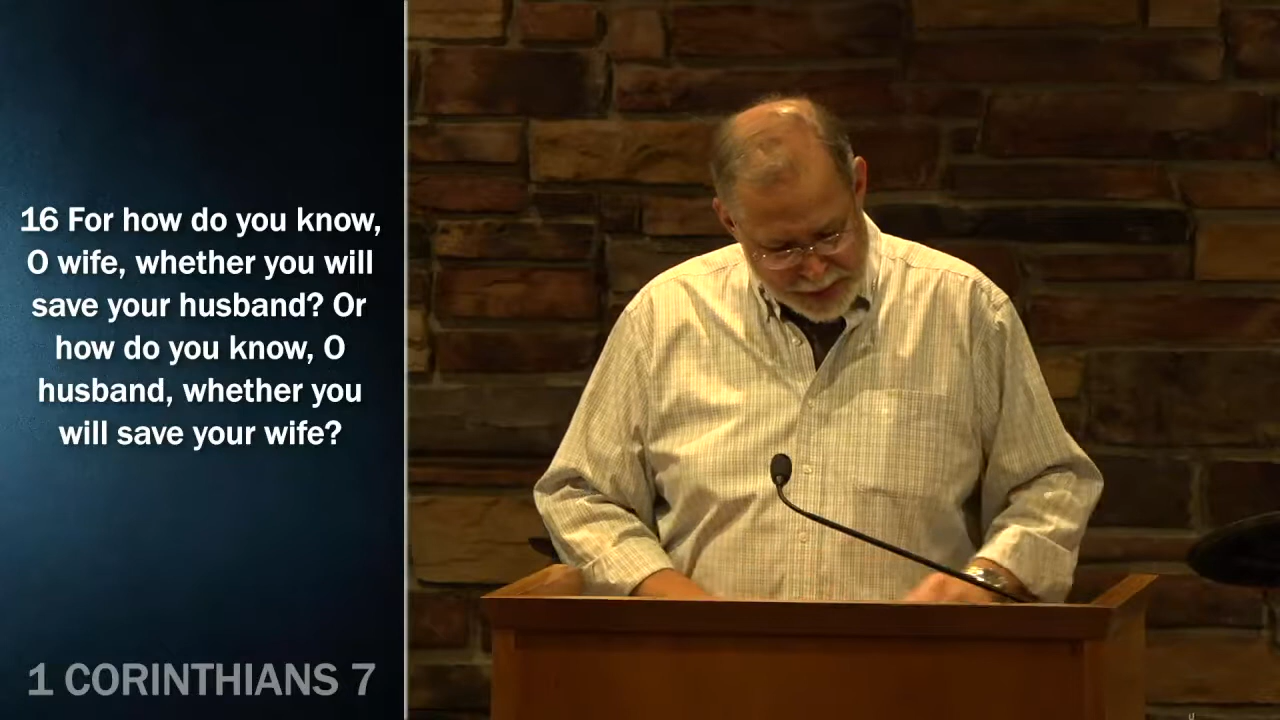 16 For how do you know,
O wife, whether you will
save your husband? Or
how do you know, O
husband, whether you
will save your wife?
1 CORINTHIANS 7